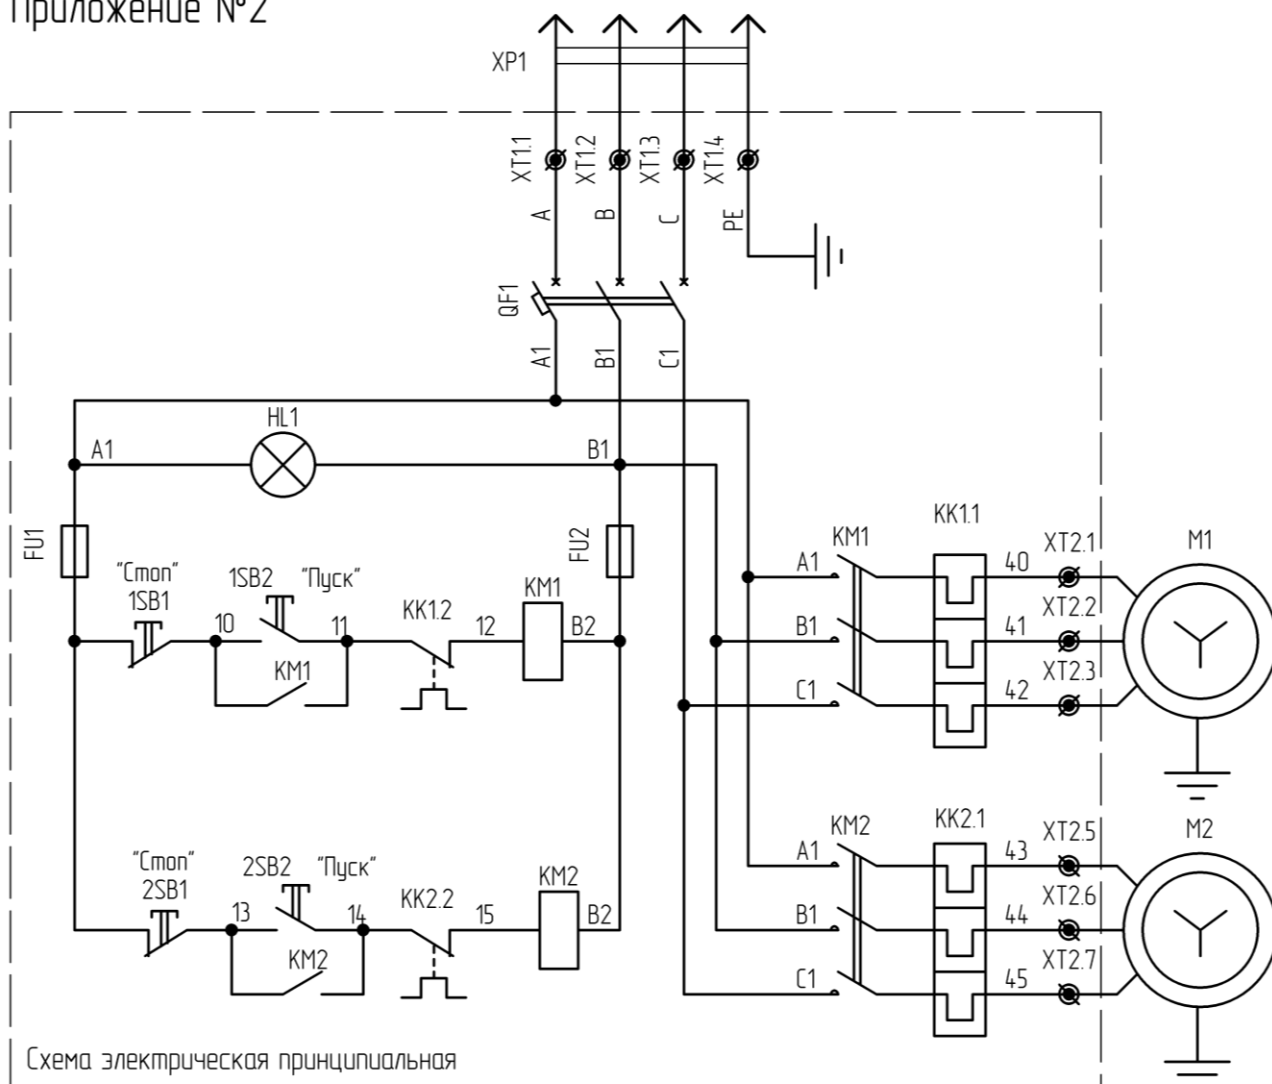 Приложение №2
XP1
XT1.1
XT1.2
XT1.3
XT1.4
A
B
C
PE
QF1
A1
B1
C1
HL1
A1
B1
FU1
FU2
"Стоп"
1SB1
1SB2
"Пуск"
10
11
KM1
KK1.2
12
KM1
B2
KM1
KK1.1
A1
B1
C1
40
41
42
XT2.1
XT2.2
XT2.3
M1
"Стоп"
2SB1
2SB2
"Пуск"
13
14
KM2
KK2.2
15
KM2
B2
KM2
KK2.1
A1
B1
C1
43
44
45
XT2.5
XT2.6
XT2.7
M2
Схема электрическая принципиальная